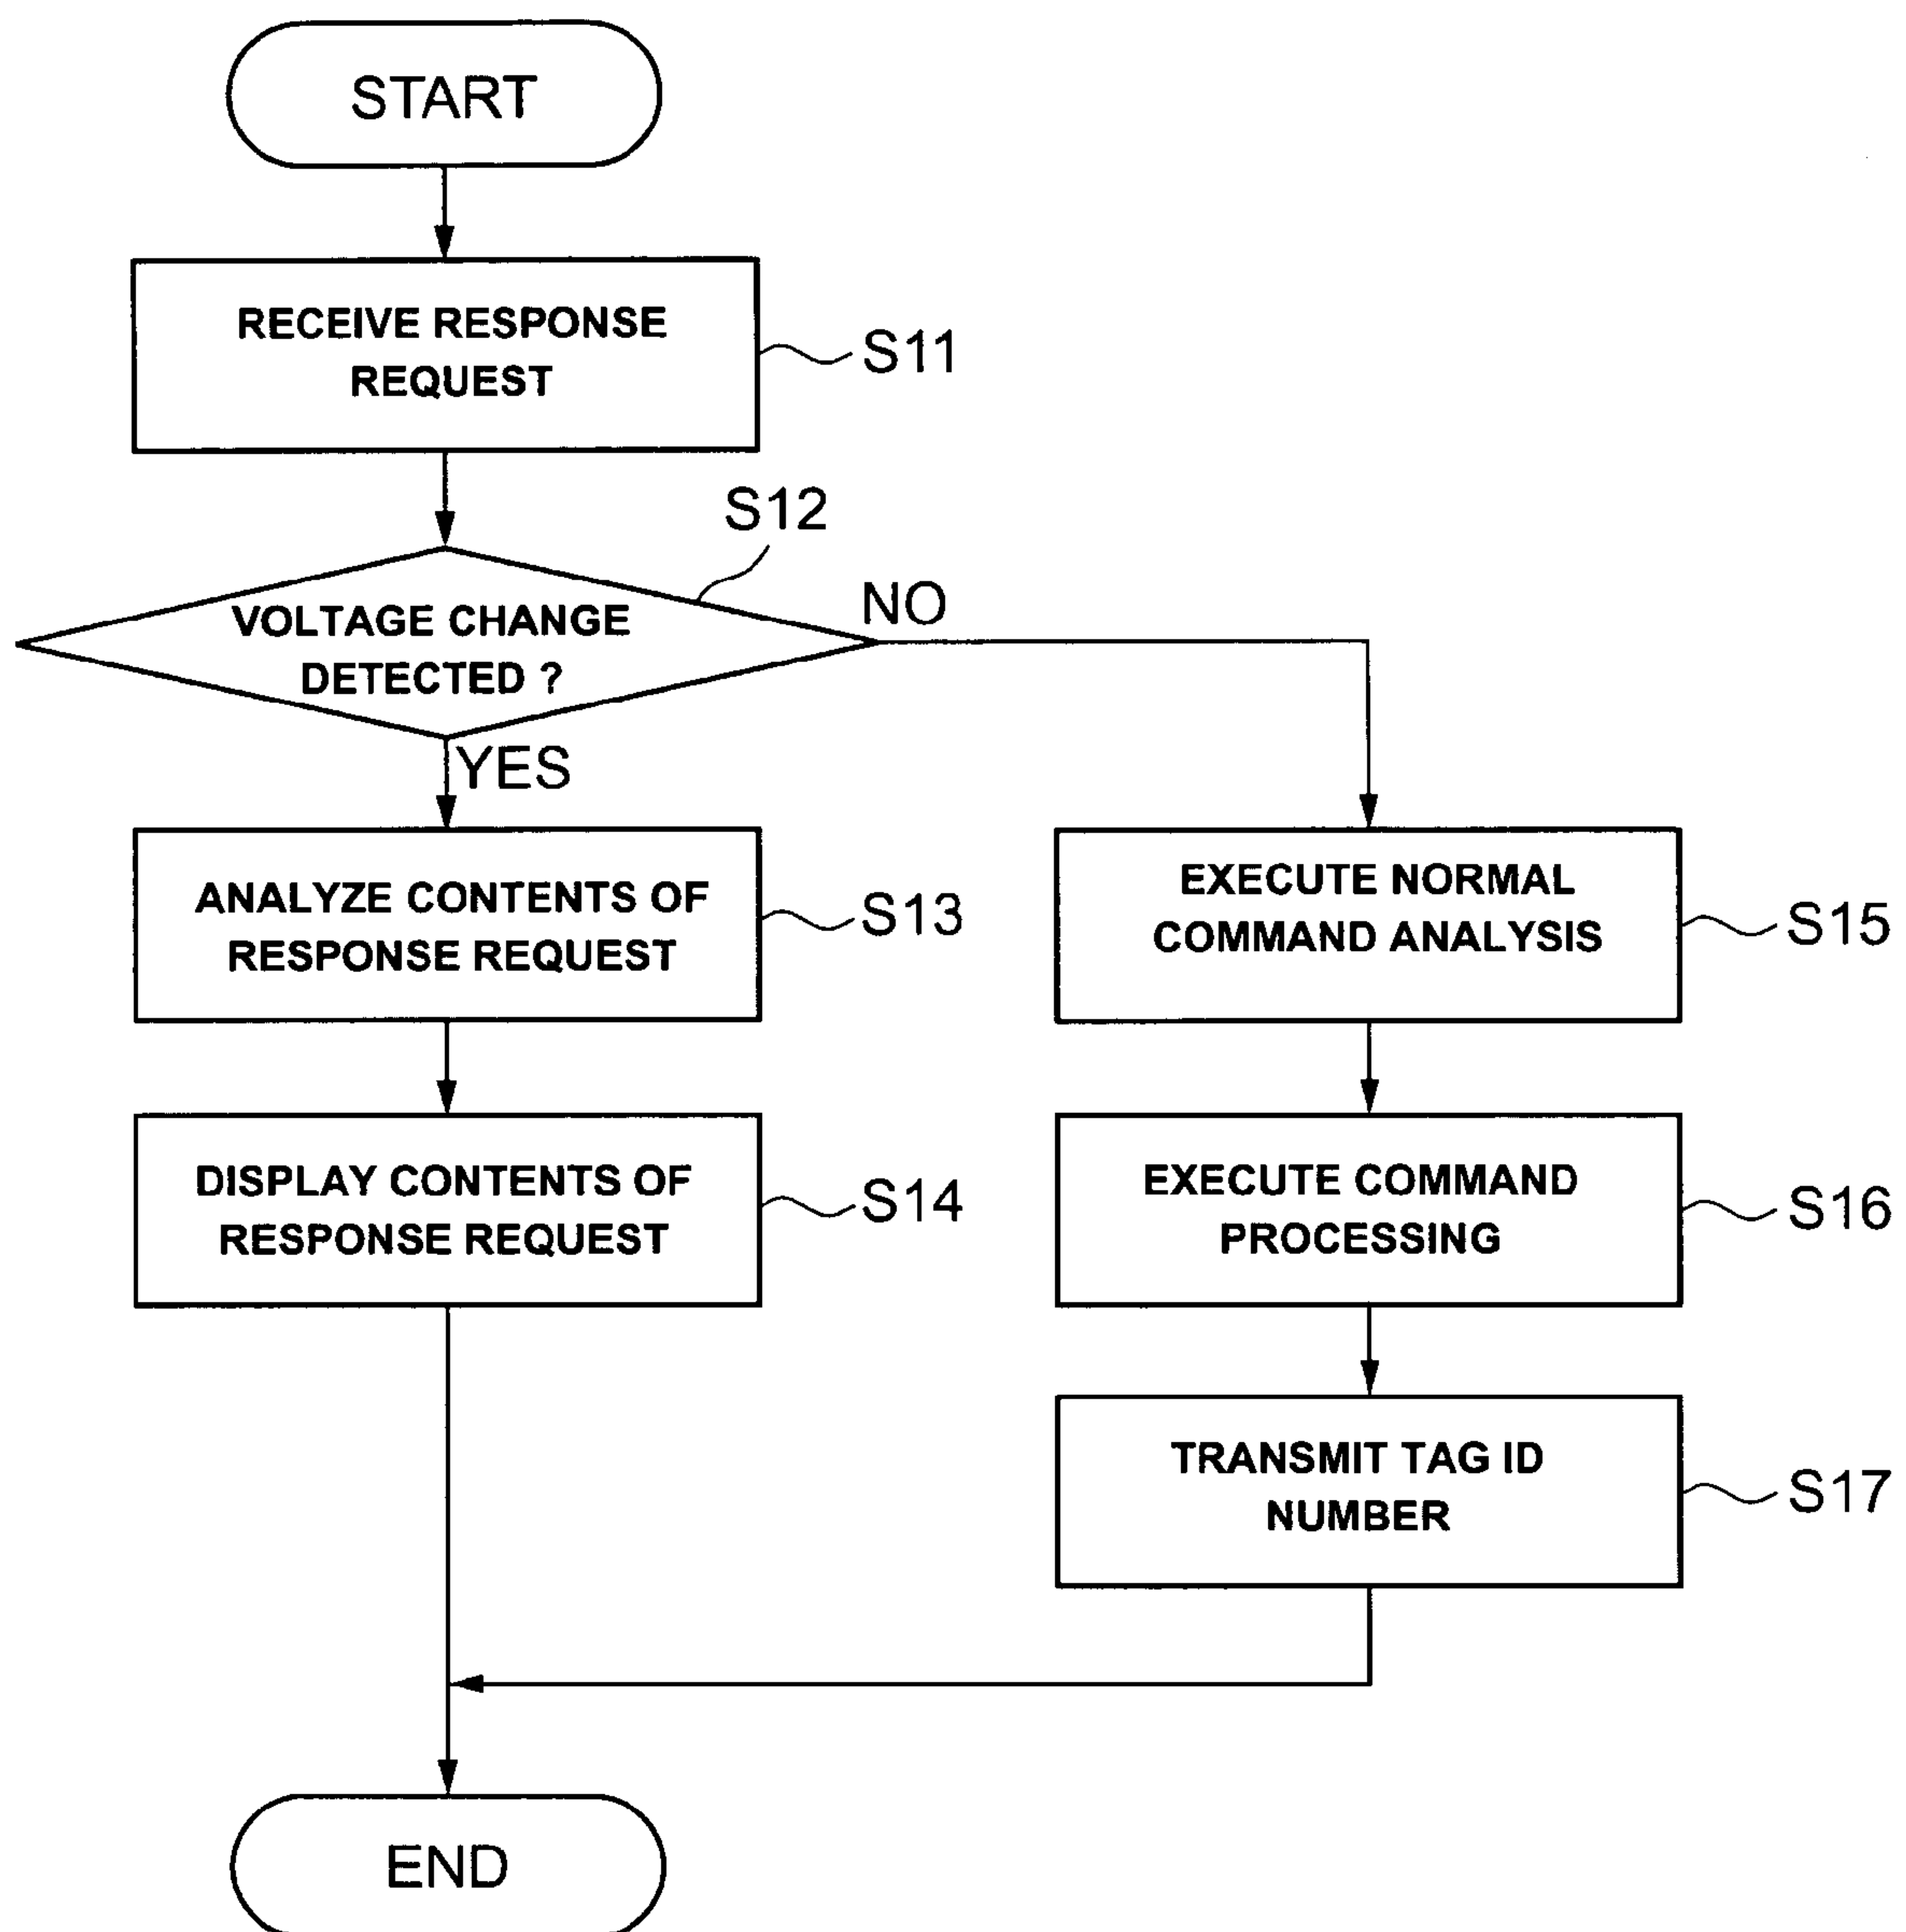 START
RECEIVE RESPONSE
REQUEST
S11
S12
VOLTAGE CHANGE
DETECTED ?
NO
YES
ANALYZE CONTENTS OF
RESPONSE REQUEST
S13
EXECUTE NORMAL
COMMAND ANALYSIS
S15
DISPLAY CONTENTS OF
RESPONSE REQUEST
S14
EXECUTE COMMAND
PROCESSING
S16
TRANSMIT TAG ID
NUMBER
S17
END